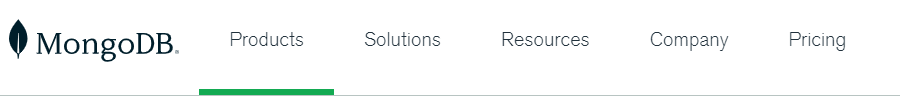 MongoDB®
Products
Solutions
Resources
Company
Pricing